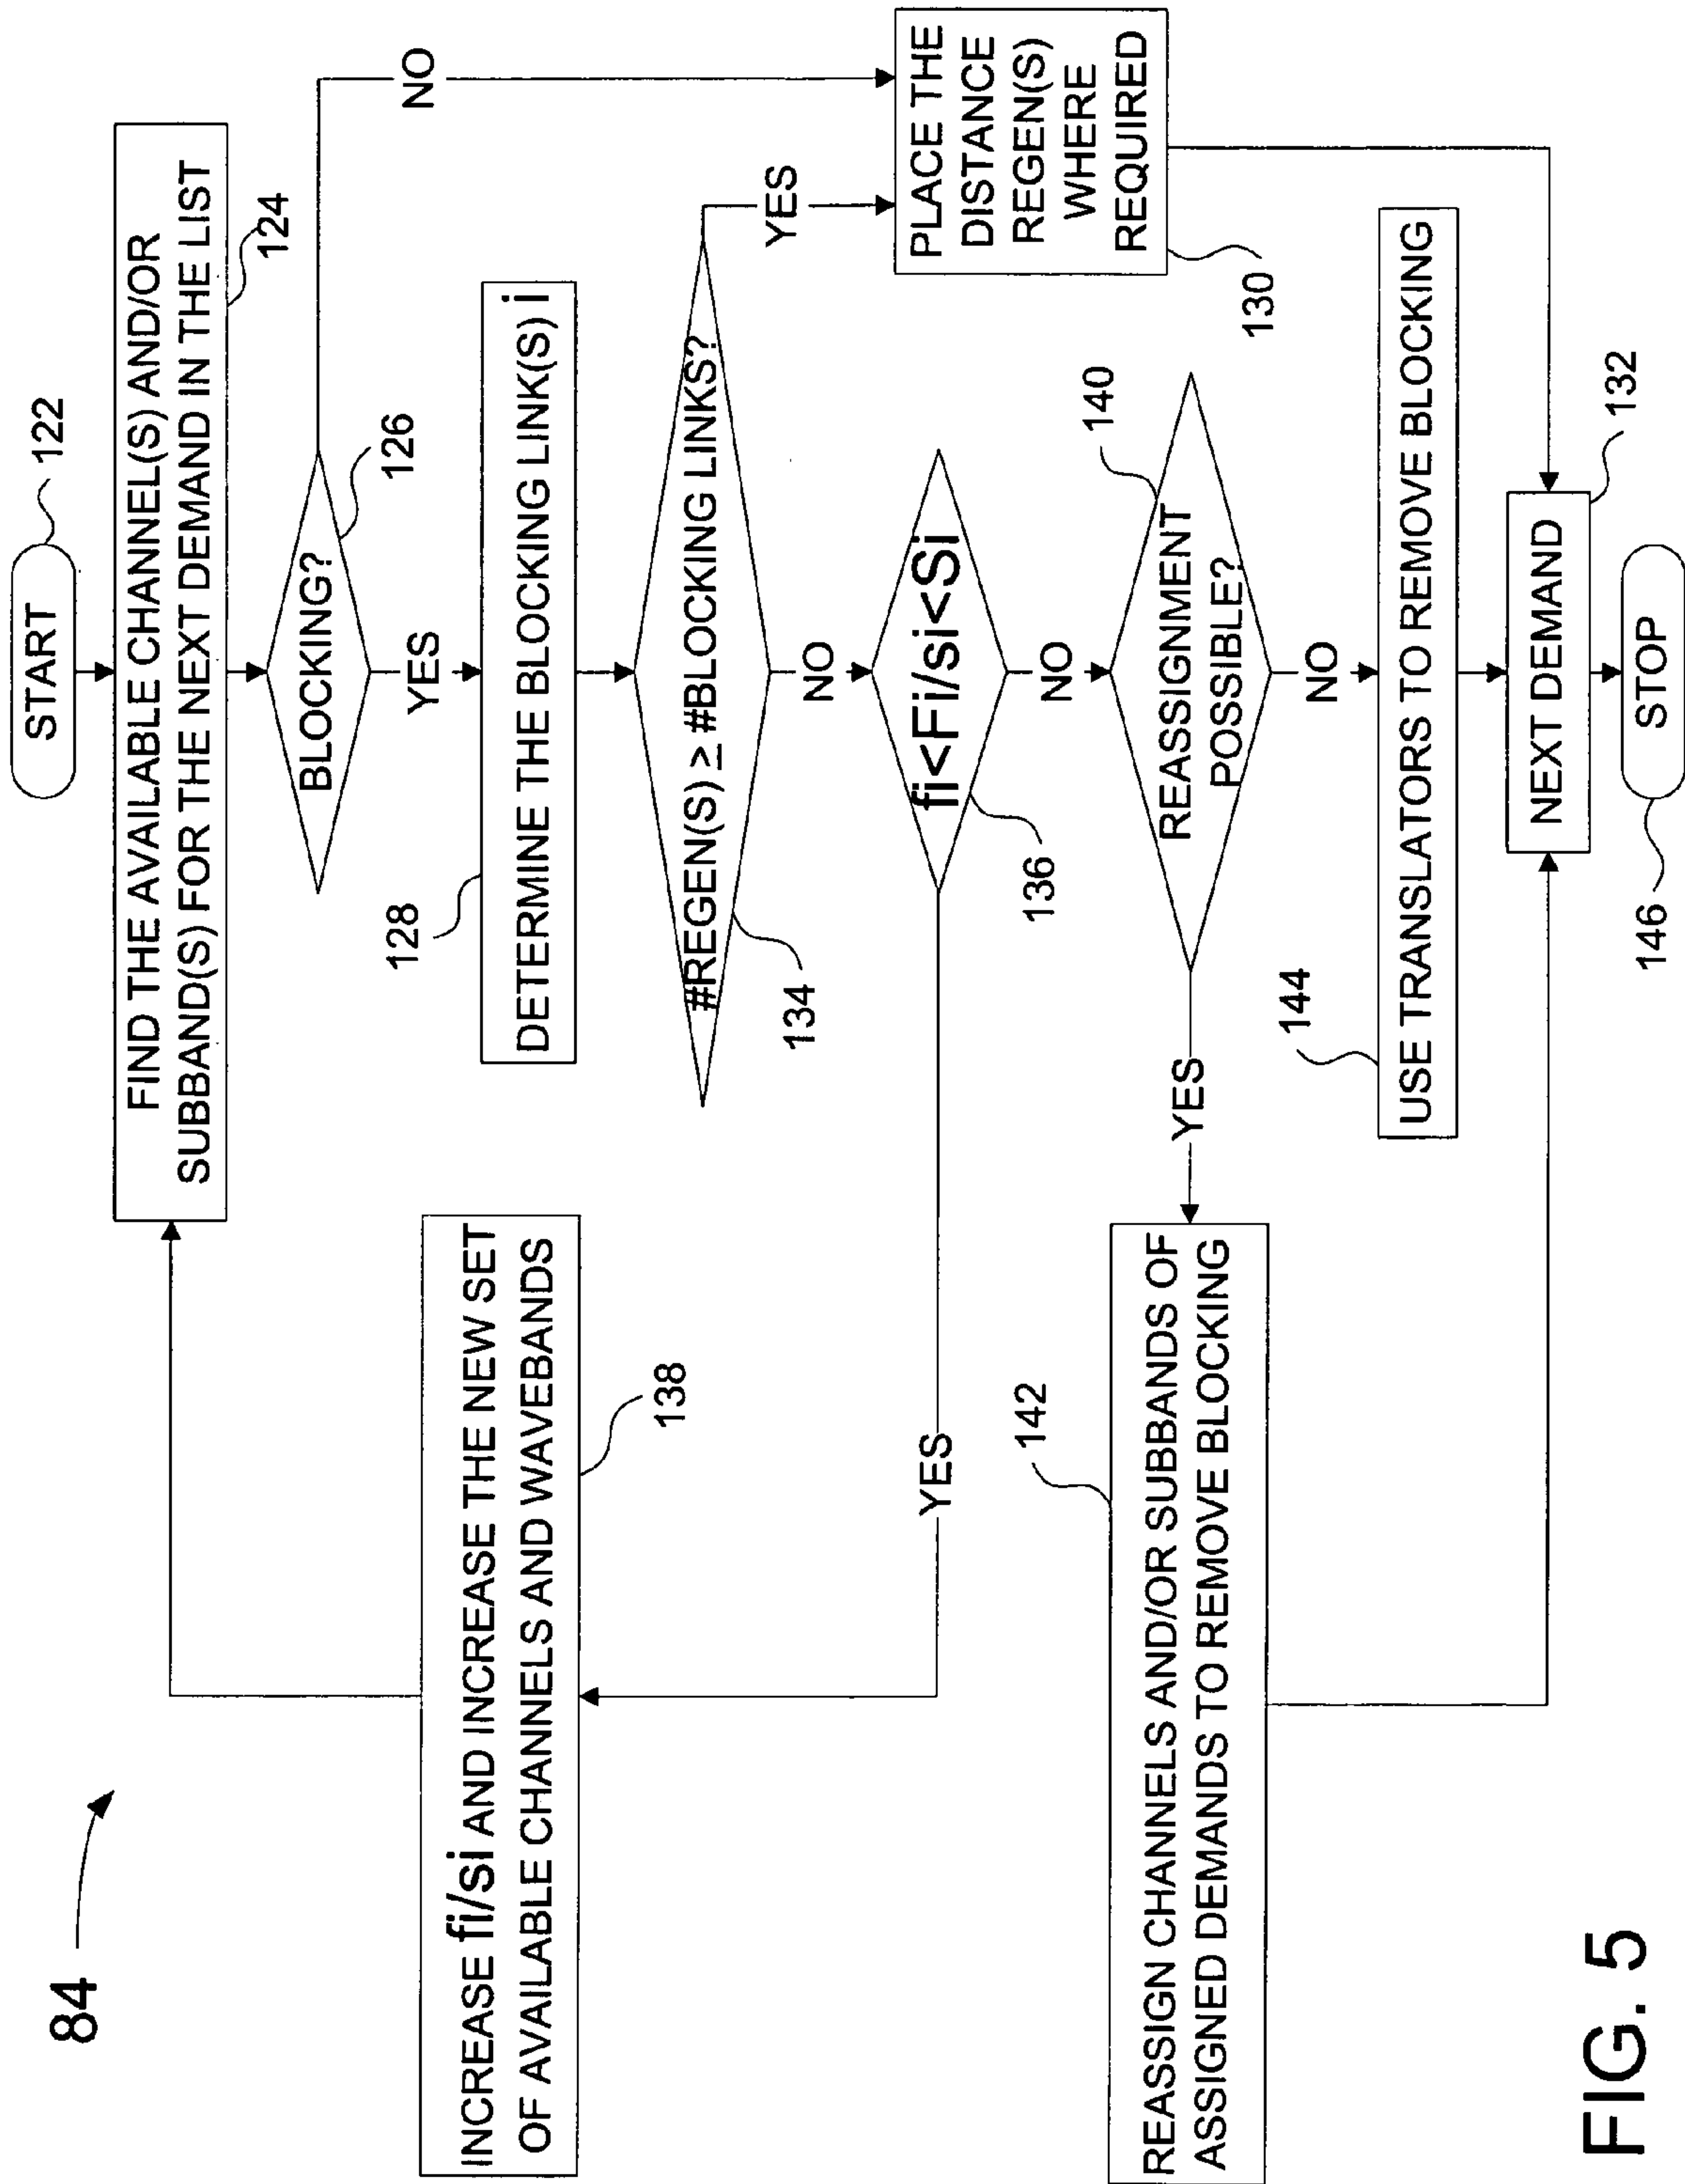 84
START
122
FIND THE AVAILABLE CHANNEL(S) AND/OR
SUBBAND(S) FOR THE NEXT DEMAND IN THE LIST
124
BLOCKING?
126
NO
YES
128
DETERMINE THE BLOCKING LINK(S) i
#REGEN(S) ≥ #BLOCKING LINKS?
134
YES
NO
PLACE THE
DISTANCE
REGEN(S)
WHERE
REQUIRED
130
fi<Fi/si<Si
136
YES
INCREASE fi/si AND INCREASE THE NEW SET
OF AVAILABLE CHANNELS AND WAVEBANDS
138
NO
REASSIGNMENT
POSSIBLE?
140
YES
142
REASSIGN CHANNELS AND/OR SUBBANDS OF
ASSIGNED DEMANDS TO REMOVE BLOCKING
NO
144
USE TRANSLATORS TO REMOVE BLOCKING
NEXT DEMAND
132
STOP
146
FIG. 5